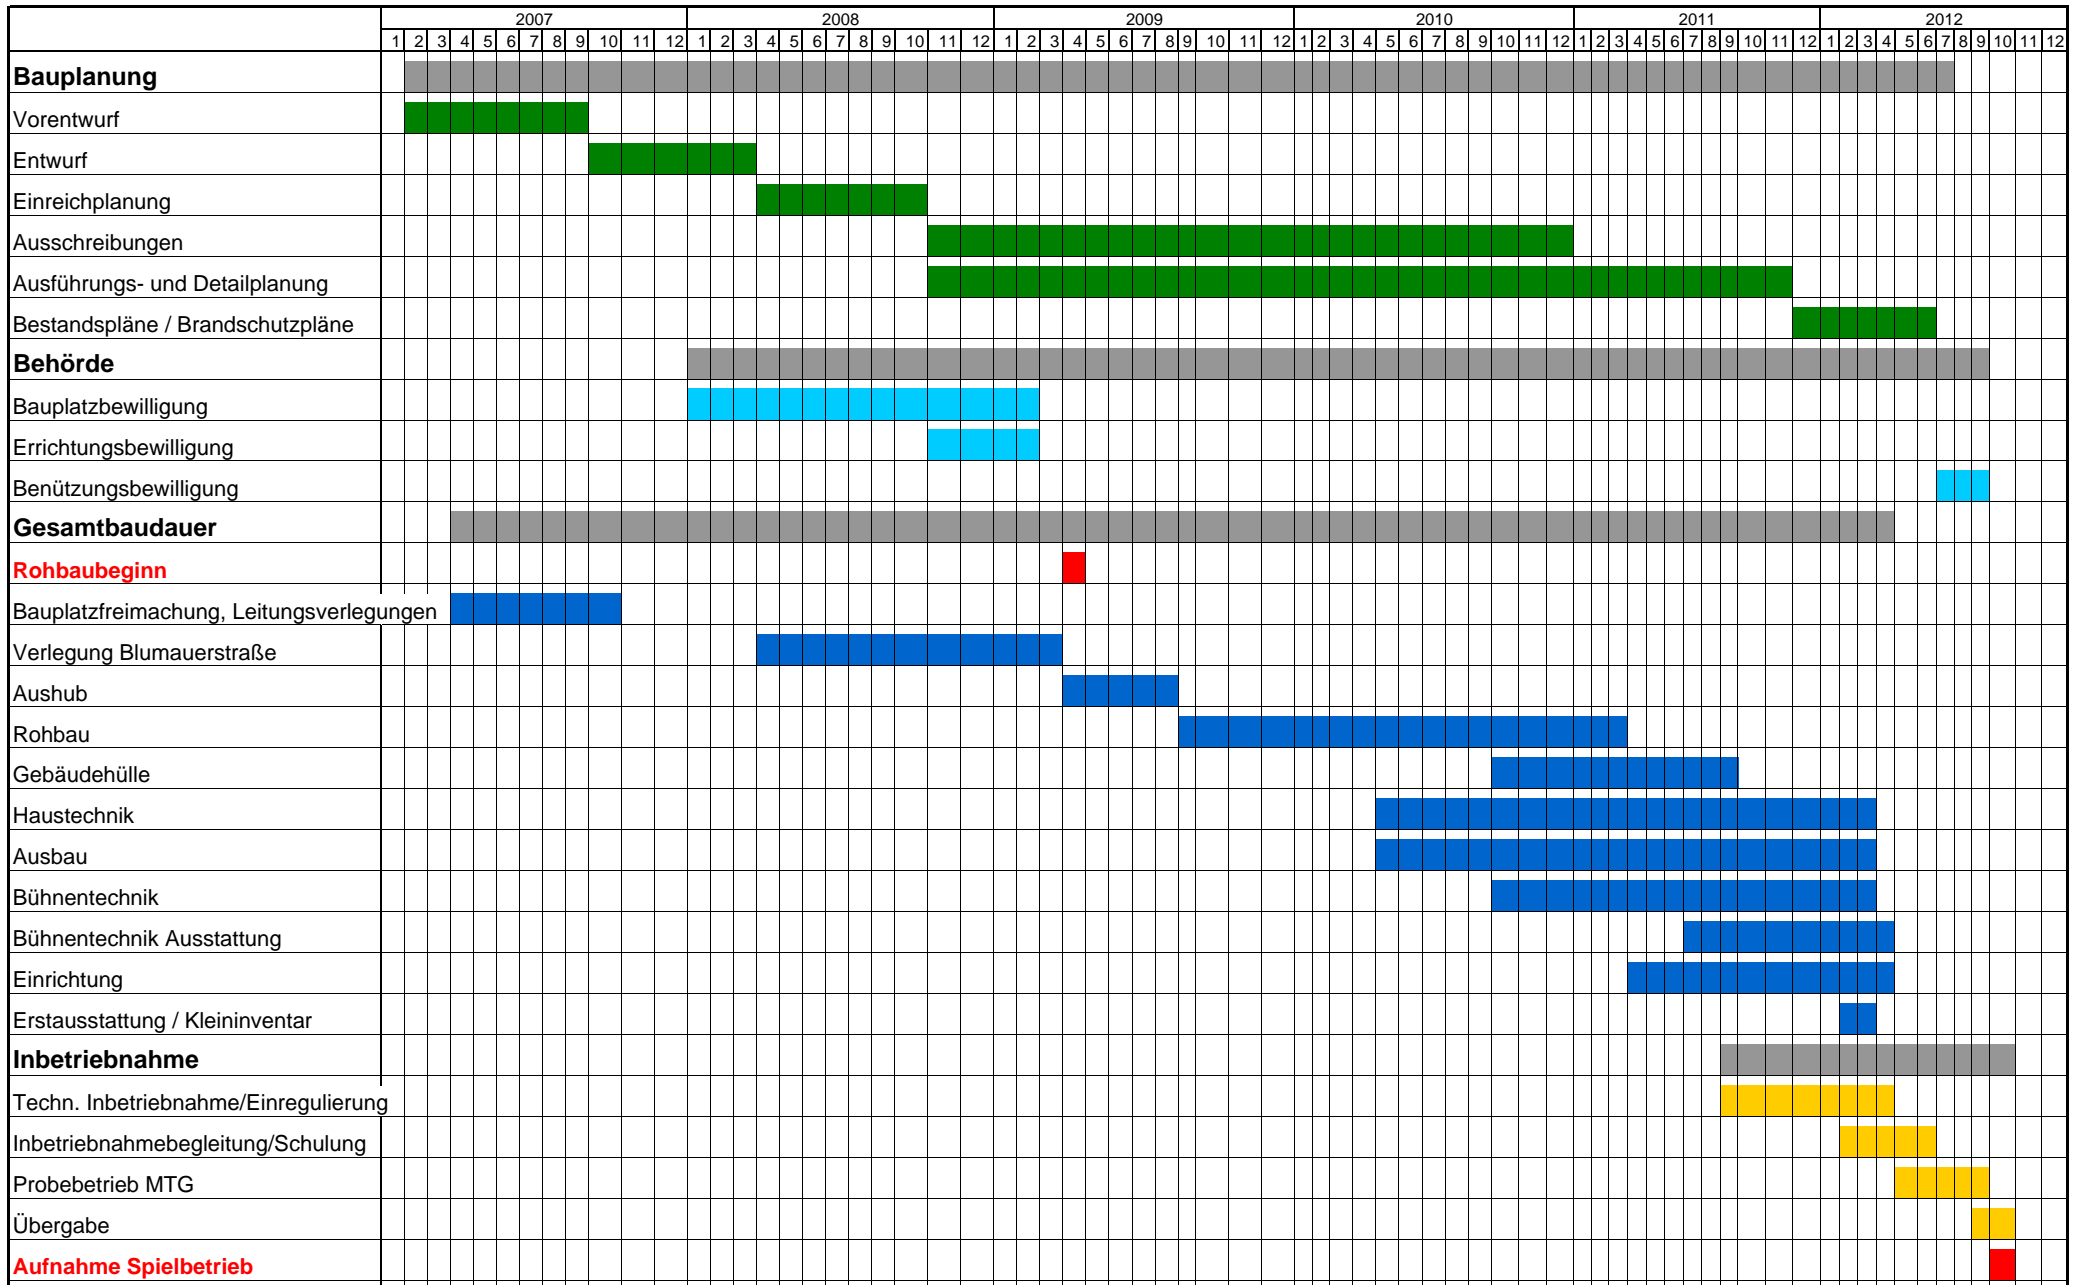 2007 2008 2009 2010 2011 2012
1 2 3 4 5 6 7 8 9 10 11 12 1 2 3 4 5 6 7 8 9 10 11 12 1 2 3 4 5 6 7 8 9 10 11 12 1 2 3 4 5 6 7 8 9 10 11 12 1 2 3 4 5 6 7 8 9 10 11 12 1 2 3 4 5 6 7 8 9 10 11 12
Bauplanung
Vorentwurf
Entwurf
Einreichplanung
Ausschreibungen
Ausführungs- und Detailplanung
Bestandspläne / Brandschutzpläne
Behörde
Bauplatzbewilligung
Errichtungsbewilligung
Benützungsbewilligung
Gesamtbaudauer
Rohbaubeginn
Bauplatzfreimachung, Leitungsverlegungen
Verlegung Blumauerstraße
Aushub
Rohbau
Gebäudehülle
Haustechnik
Ausbau
Bühnentechnik
Bühnentechnik Ausstattung
Einrichtung
Erstausstattung / Kleininventar
Inbetriebnahme
Techn. Inbetriebnahme/Einregulierung
Inbetriebnahmebegleitung/Schulung
Probebetrieb MTG
Übergabe
Aufnahme Spielbetrieb